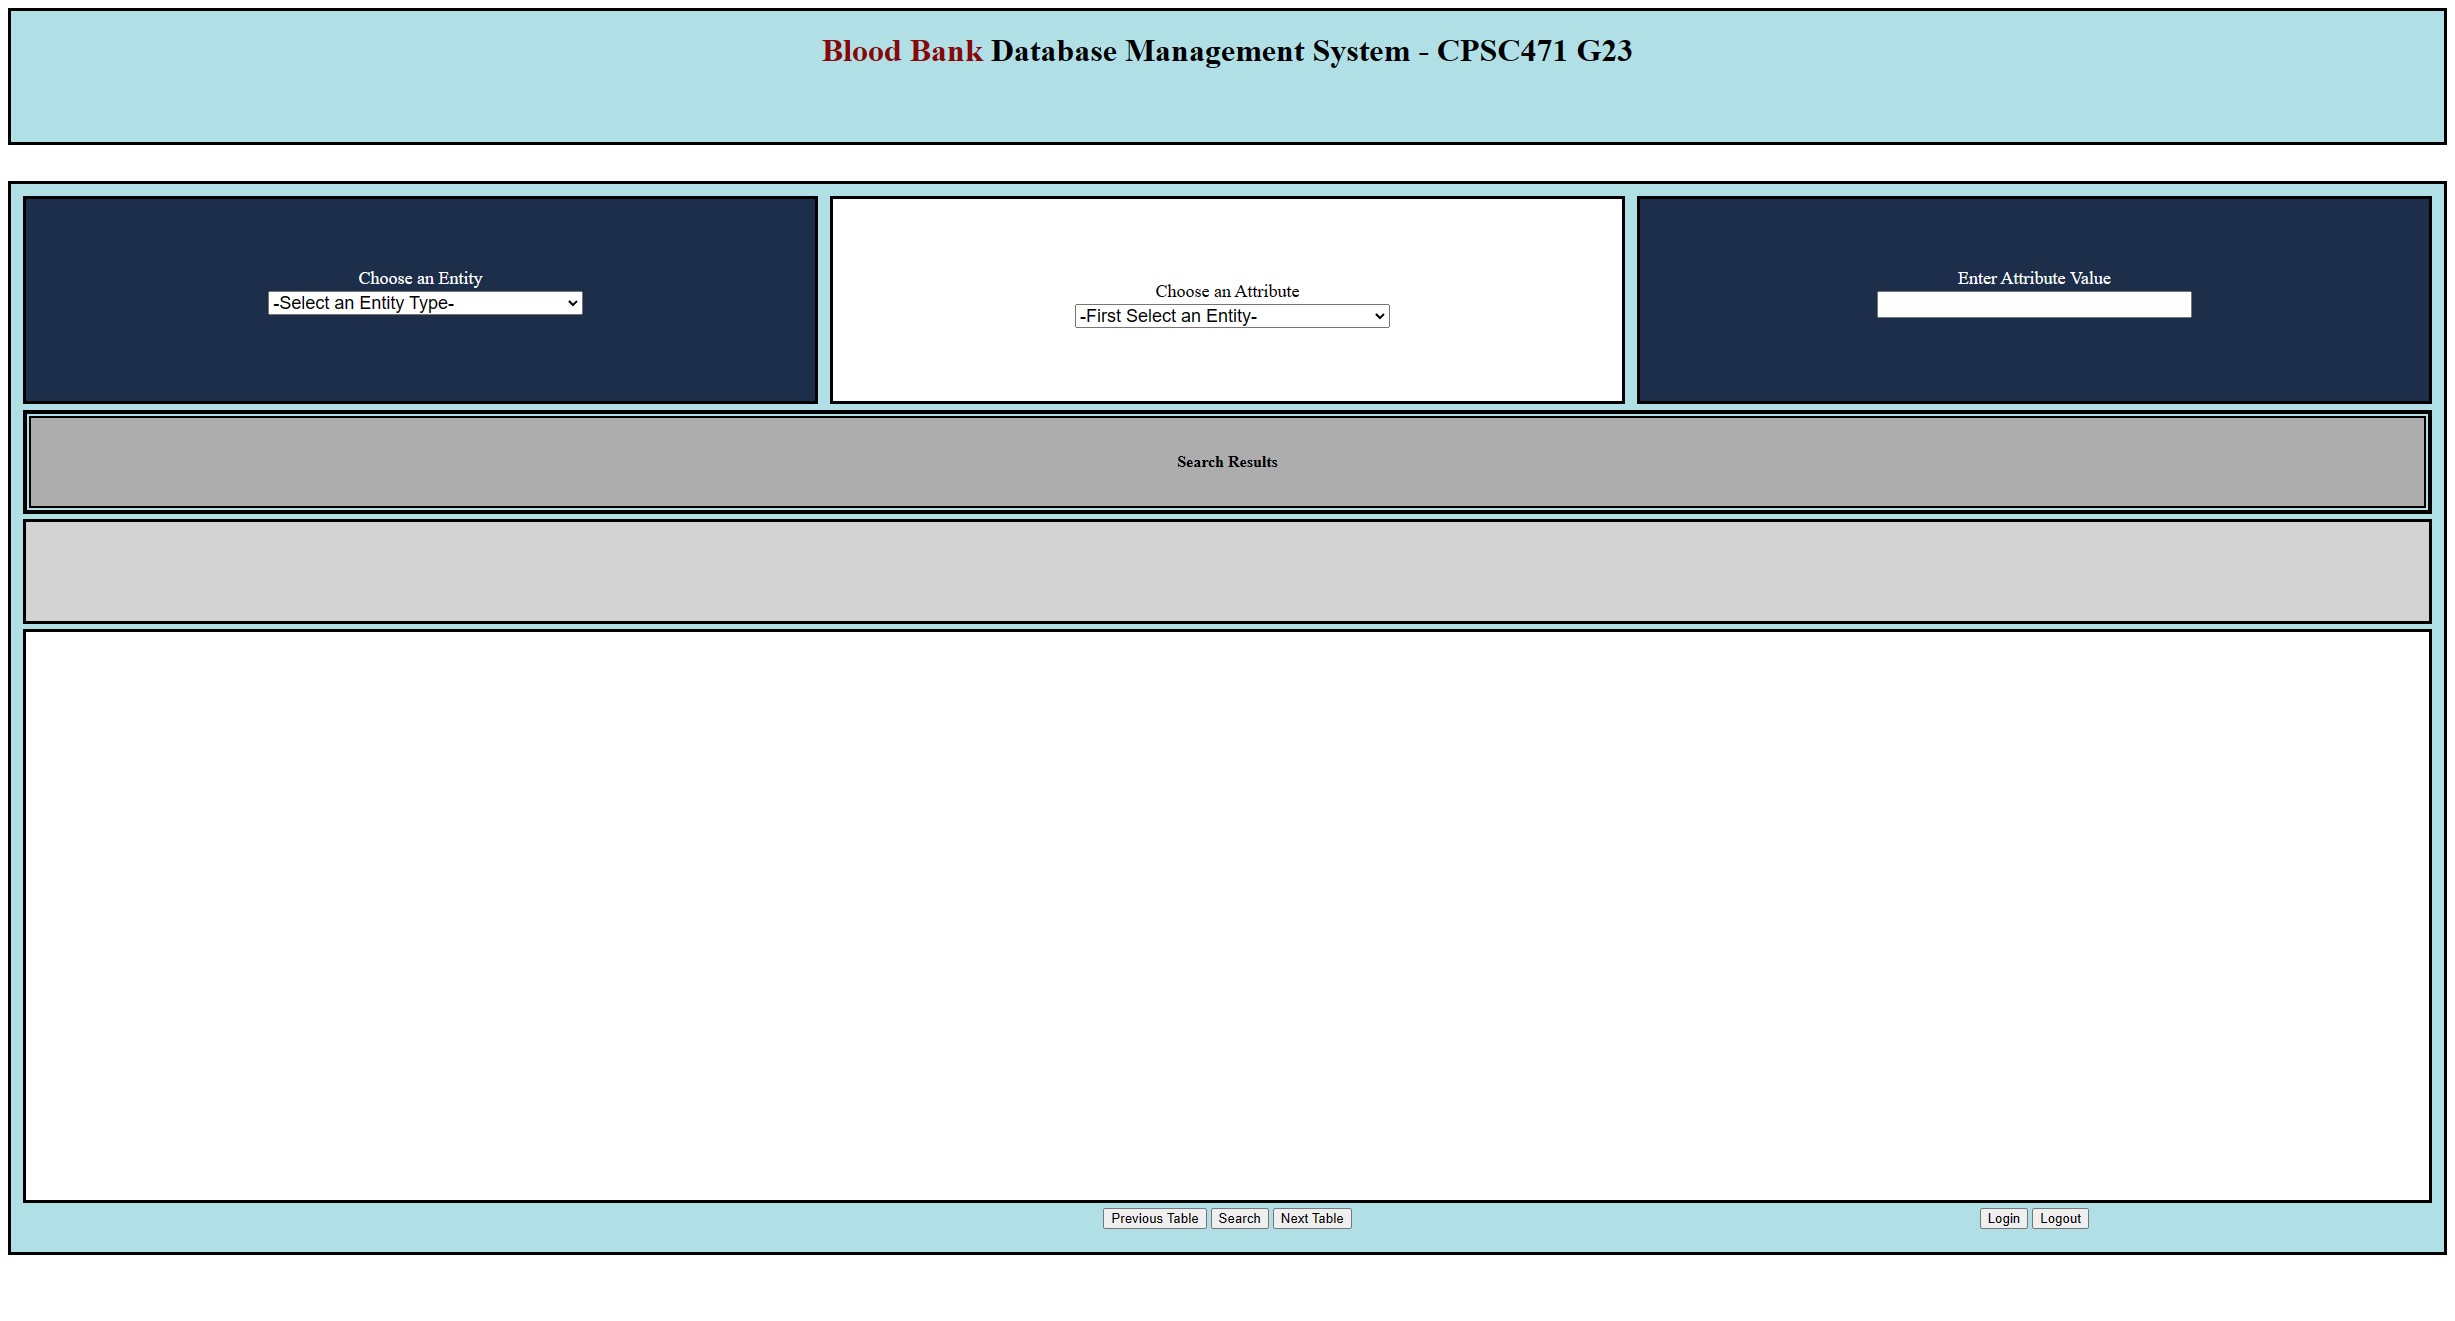 Blood Bank Database Management System - CPSC471 G23
Choose an Entity
-Select an Entity Type-
Choose an Attribute
-First Select an Entity-
Enter Attribute Value
Search Results
Previous Table Search Next Table
Login Logout